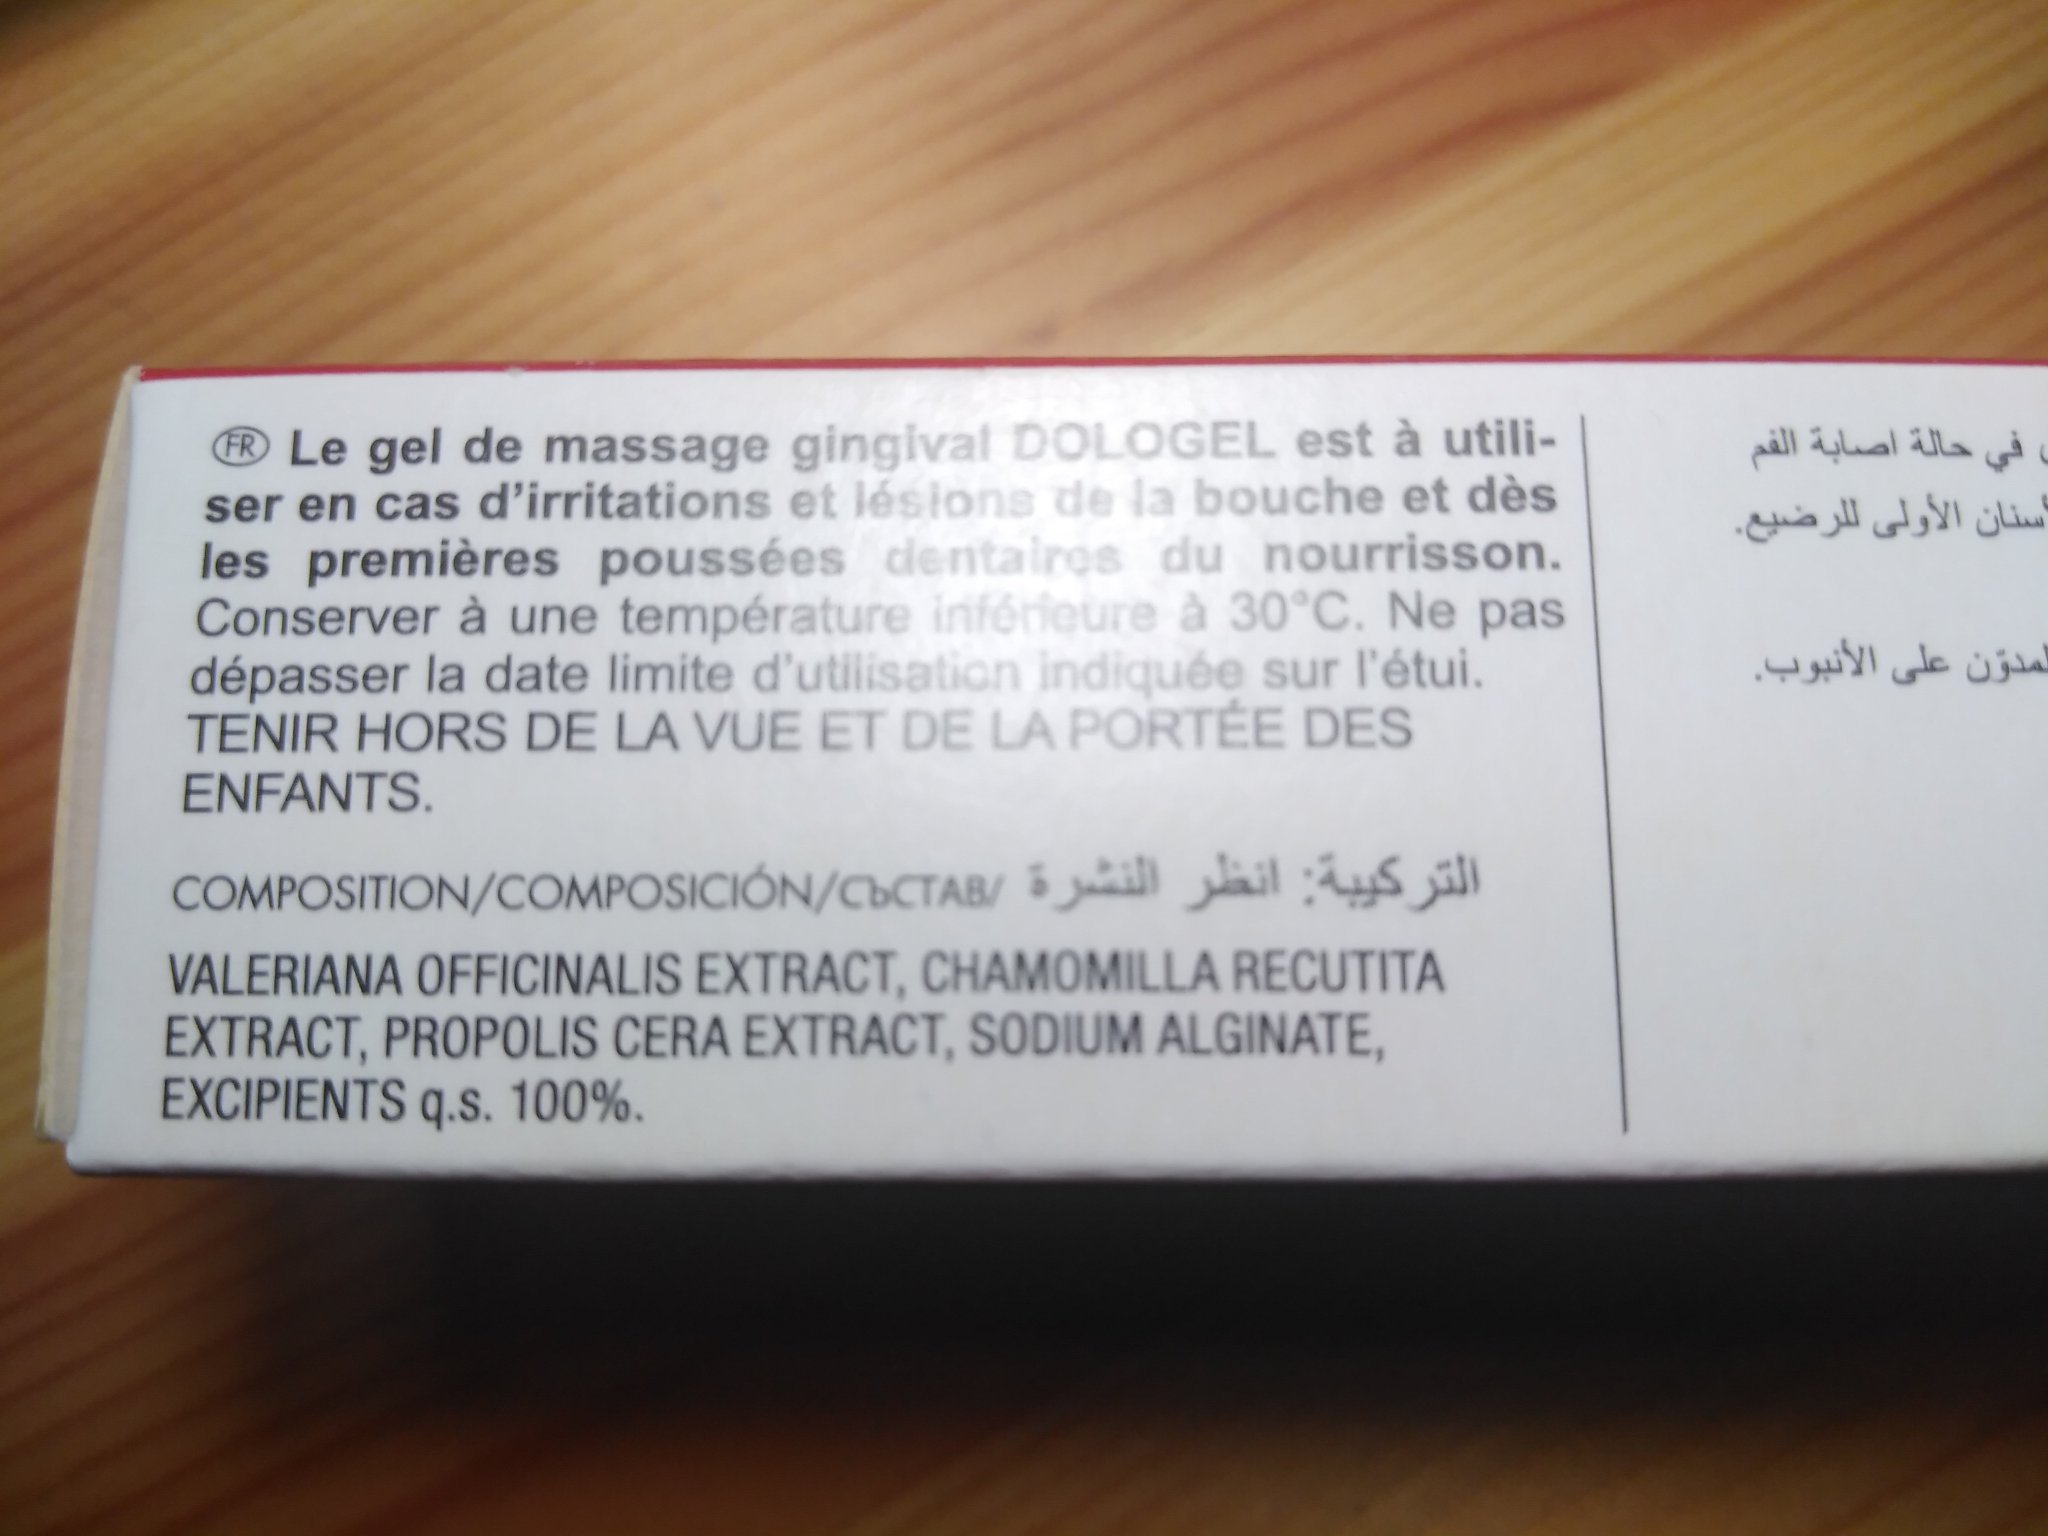 FR Le gel de massage gingival DOLOGEL est à utili-
ser en cas d'irritations et lésions de la bouche et dès
les premières poussées dentaires du nourrisson.
Conserver à une température inférieure à 30°C. Ne pas
dépasser la date limite d'utilisation indiquée sur l'étui.
TENIR HORS DE LA VUE ET DE LA PORTÉE DES
ENFANTS.
COMPOSITION/COMPOSICIÓN/СЪСТАВ/ التركيبة: انظر النشرة
VALERIANA OFFICINALIS EXTRACT, CHAMOMILLA RECUTITA
EXTRACT, PROPOLIS CERA EXTRACT, SODIUM ALGINATE,
EXCIPIENTS q.s. 100%.
في حالة اصابة الفم
الأولى للرضيع.
على الأنبوب.